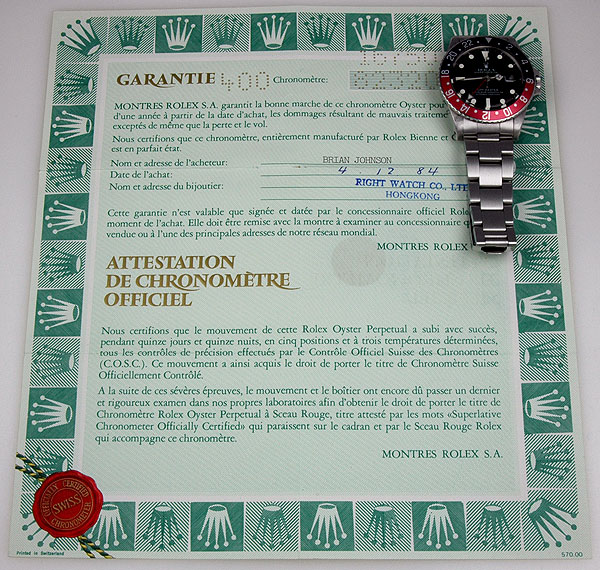 GARANTIE 400 Chronomètre:
MONTRES ROLEX S.A. garantit la bonne marche de ce chronomètre Oyster
d'une année à partir de la date d'achat, les dommages résultant de mauvais
exceptés de même que la perte et le vol.
Nous certifions que ce chronomètre, entièrement manufacturé par Rolex Bienne et
est en parfait état.
Nom et adresse de l'acheteur: BRIAN JOHNSON
Date de l'achat: 4 12 84
Nom et adresse du bijoutier: RIGHT WATCH CO., LT
HONGKONG
Cette garantie n'est valable que signée et datée par le concessionnaire officiel
moment de l'achat. Elle doit être remise avec la montre à examiner au concessionnaire
vendue ou à l'une des principales adresses de notre réseau mondial.
MONTRES ROLEX
ATTESTATION
DE CHRONOMÈTRE
OFFICIEL
Nous certifions que le mouvement de cette Rolex Oyster Perpetual a subi avec succès,
pendant quinze jours et quinze nuits, en cinq positions et à trois températures déterminées,
tous les contrôles de précision effectués par le Contrôle Officiel Suisse des Chronomètres
(C.O.S.C.). Ce mouvement a ainsi acquis le droit de porter le titre de Chronomètre Suisse
Officiellement Contrôlé.
A la suite de ces sévères épreuves, le mouvement et le boîtier ont encore dû passer un dernier
et rigoureux examen dans nos propres laboratoires afin d'obtenir le droit de porter le titre de
Chronomètre Rolex Oyster Perpetual à Sceau Rouge, titre attesté par les mots «Superlative
Chronometer Officially Certified» qui paraissent sur le cadran et par le Sceau Rouge Rolex
qui accompagne ce chronomètre.
MONTRES ROLEX S.A.
OFFICIALLY CERTIFIED
SWISS
CHRONOMETER
Printed in Switzerland
570.00